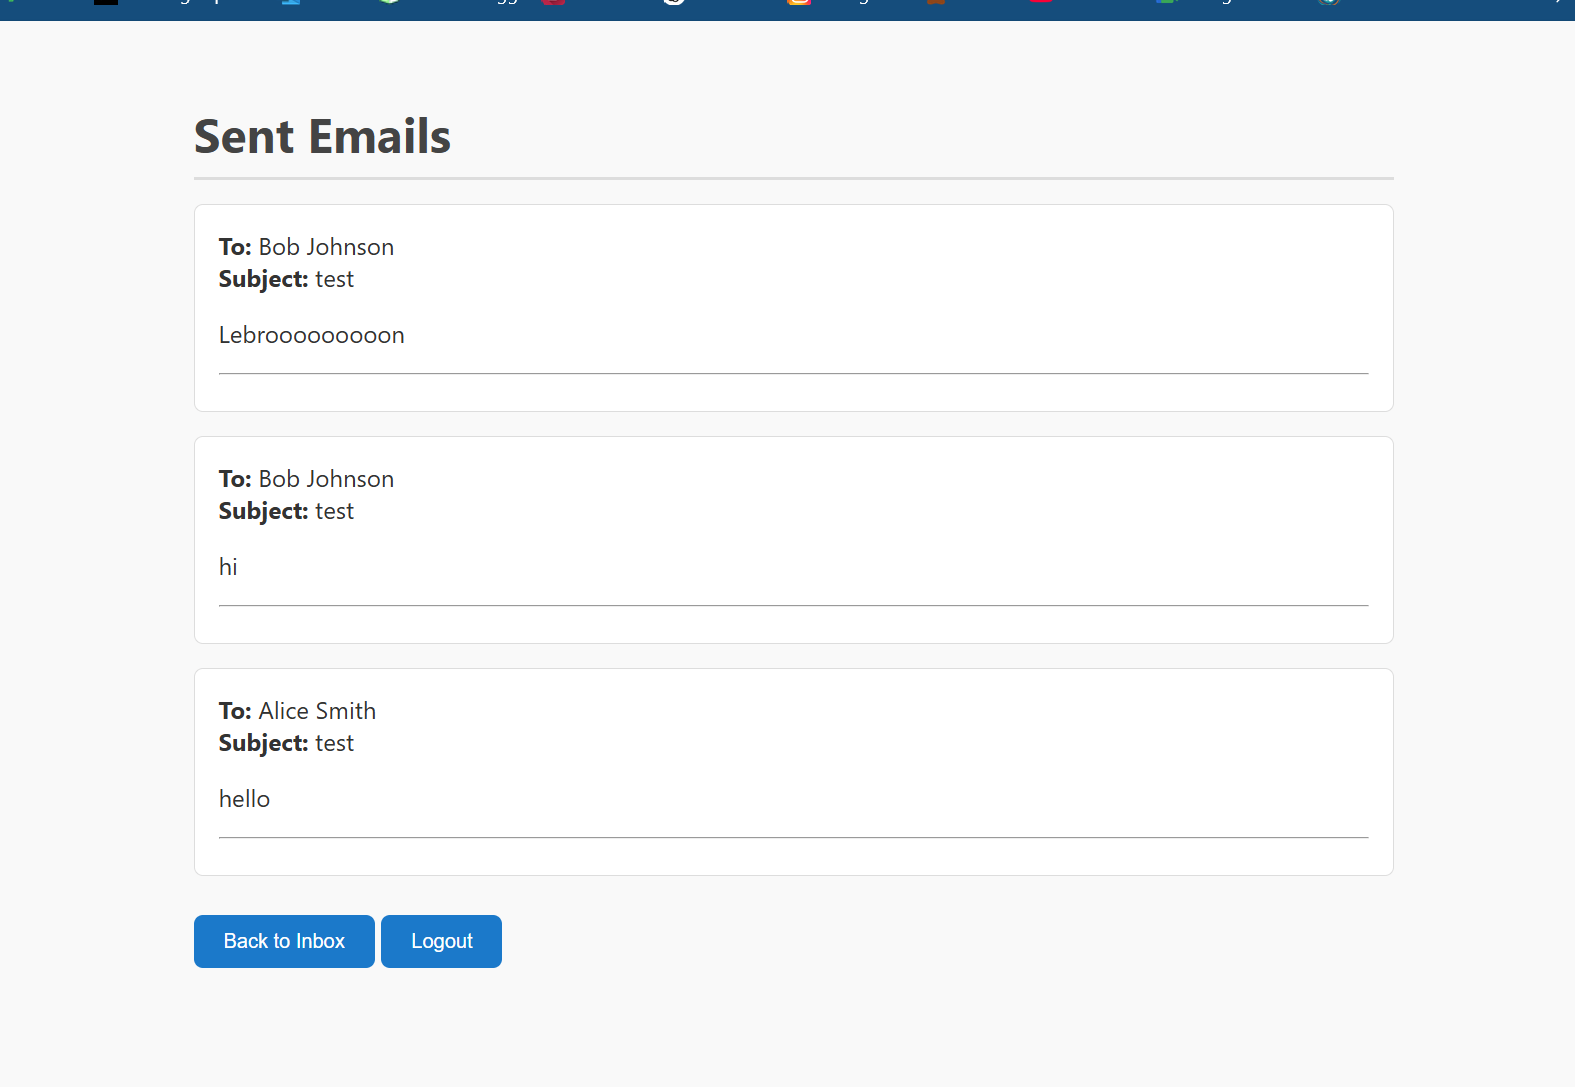 Sent Emails
To: Bob Johnson
Subject: test
Lebrooooooooon
To: Bob Johnson
Subject: test
hi
To: Alice Smith
Subject: test
hello
Back to Inbox
Logout